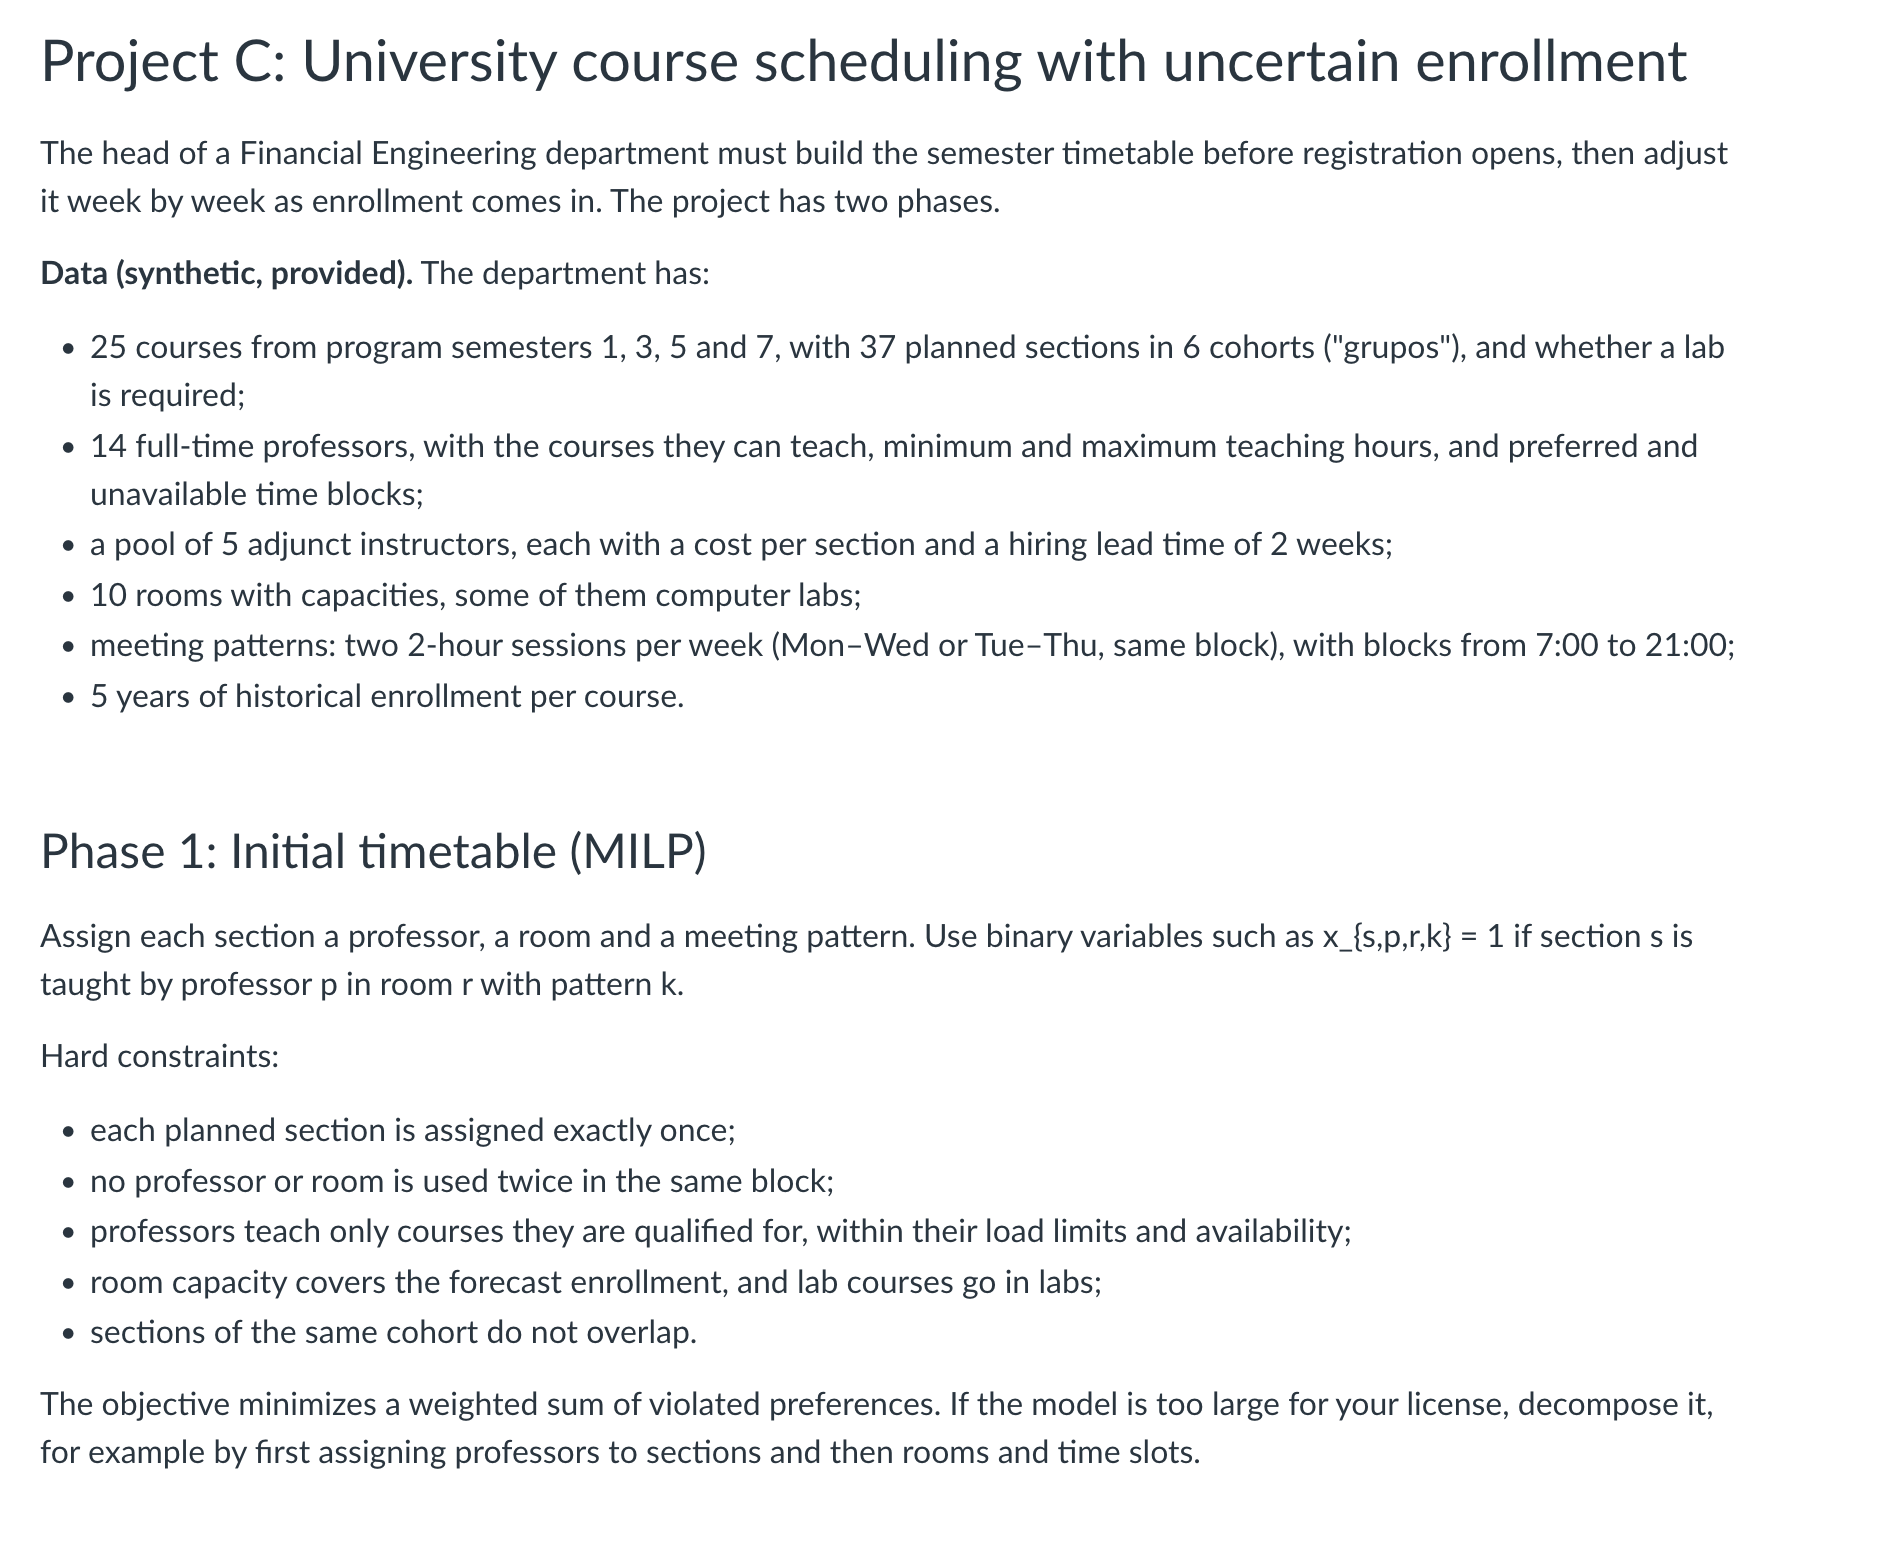 Project C: University course scheduling with uncertain enrollment
The head of a Financial Engineering department must build the semester timetable before registration opens, then adjust
it week by week as enrollment comes in. The project has two phases.
Data (synthetic, provided). The department has:
• 25 courses from program semesters 1, 3, 5 and 7, with 37 planned sections in 6 cohorts ("grupos"), and whether a lab
is required;
• 14 full-time professors, with the courses they can teach, minimum and maximum teaching hours, and preferred and
unavailable time blocks;
• a pool of 5 adjunct instructors, each with a cost per section and a hiring lead time of 2 weeks;
• 10 rooms with capacities, some of them computer labs;
• meeting patterns: two 2-hour sessions per week (Mon–Wed or Tue–Thu, same block), with blocks from 7:00 to 21:00;
• 5 years of historical enrollment per course.
Phase 1: Initial timetable (MILP)
Assign each section a professor, a room and a meeting pattern. Use binary variables such as x_{s,p,r,k} = 1 if section s is
taught by professor p in room r with pattern k.
Hard constraints:
• each planned section is assigned exactly once;
• no professor or room is used twice in the same block;
• professors teach only courses they are qualified for, within their load limits and availability;
• room capacity covers the forecast enrollment, and lab courses go in labs;
• sections of the same cohort do not overlap.
The objective minimizes a weighted sum of violated preferences. If the model is too large for your license, decompose it,
for example by first assigning professors to sections and then rooms and time slots.